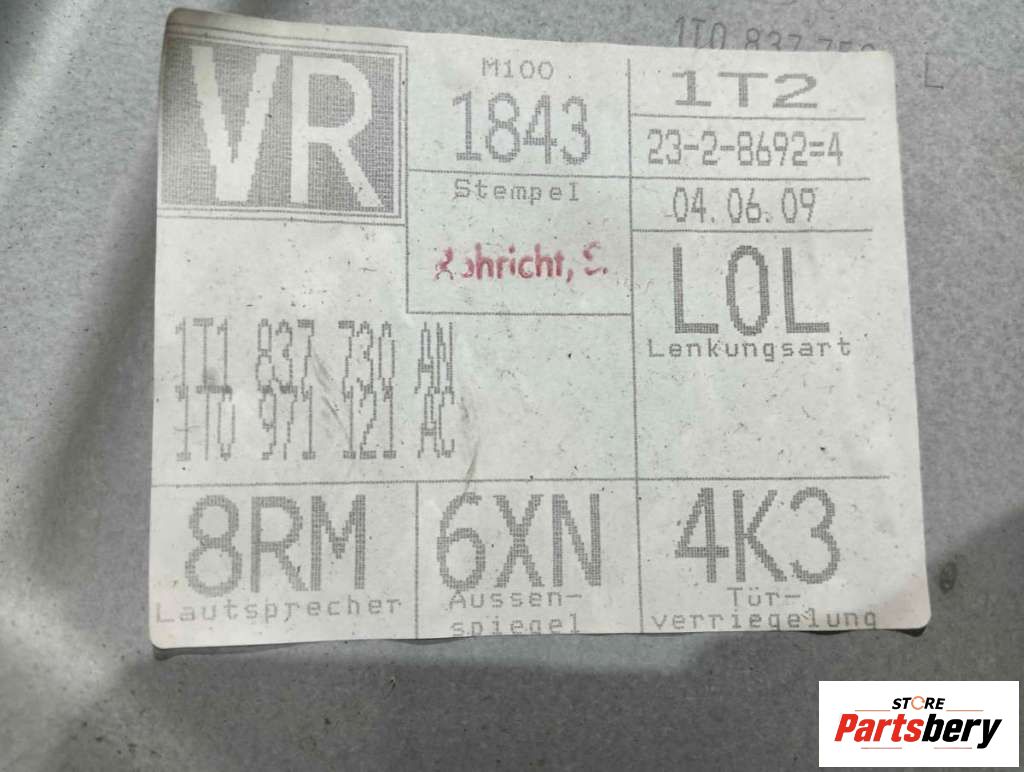 1T0 837 75
VR
M100
1843
Stempel
1T2
23-2-8692=4
04.06.09
L0L
Lenkungsart
1T1 837 730 AN
1T0 971 121 AC
8RM
Lautsprecher
6XN
Aussen-
spiegel
4K3
Tür-
verriegelung
STORE
Partsbery